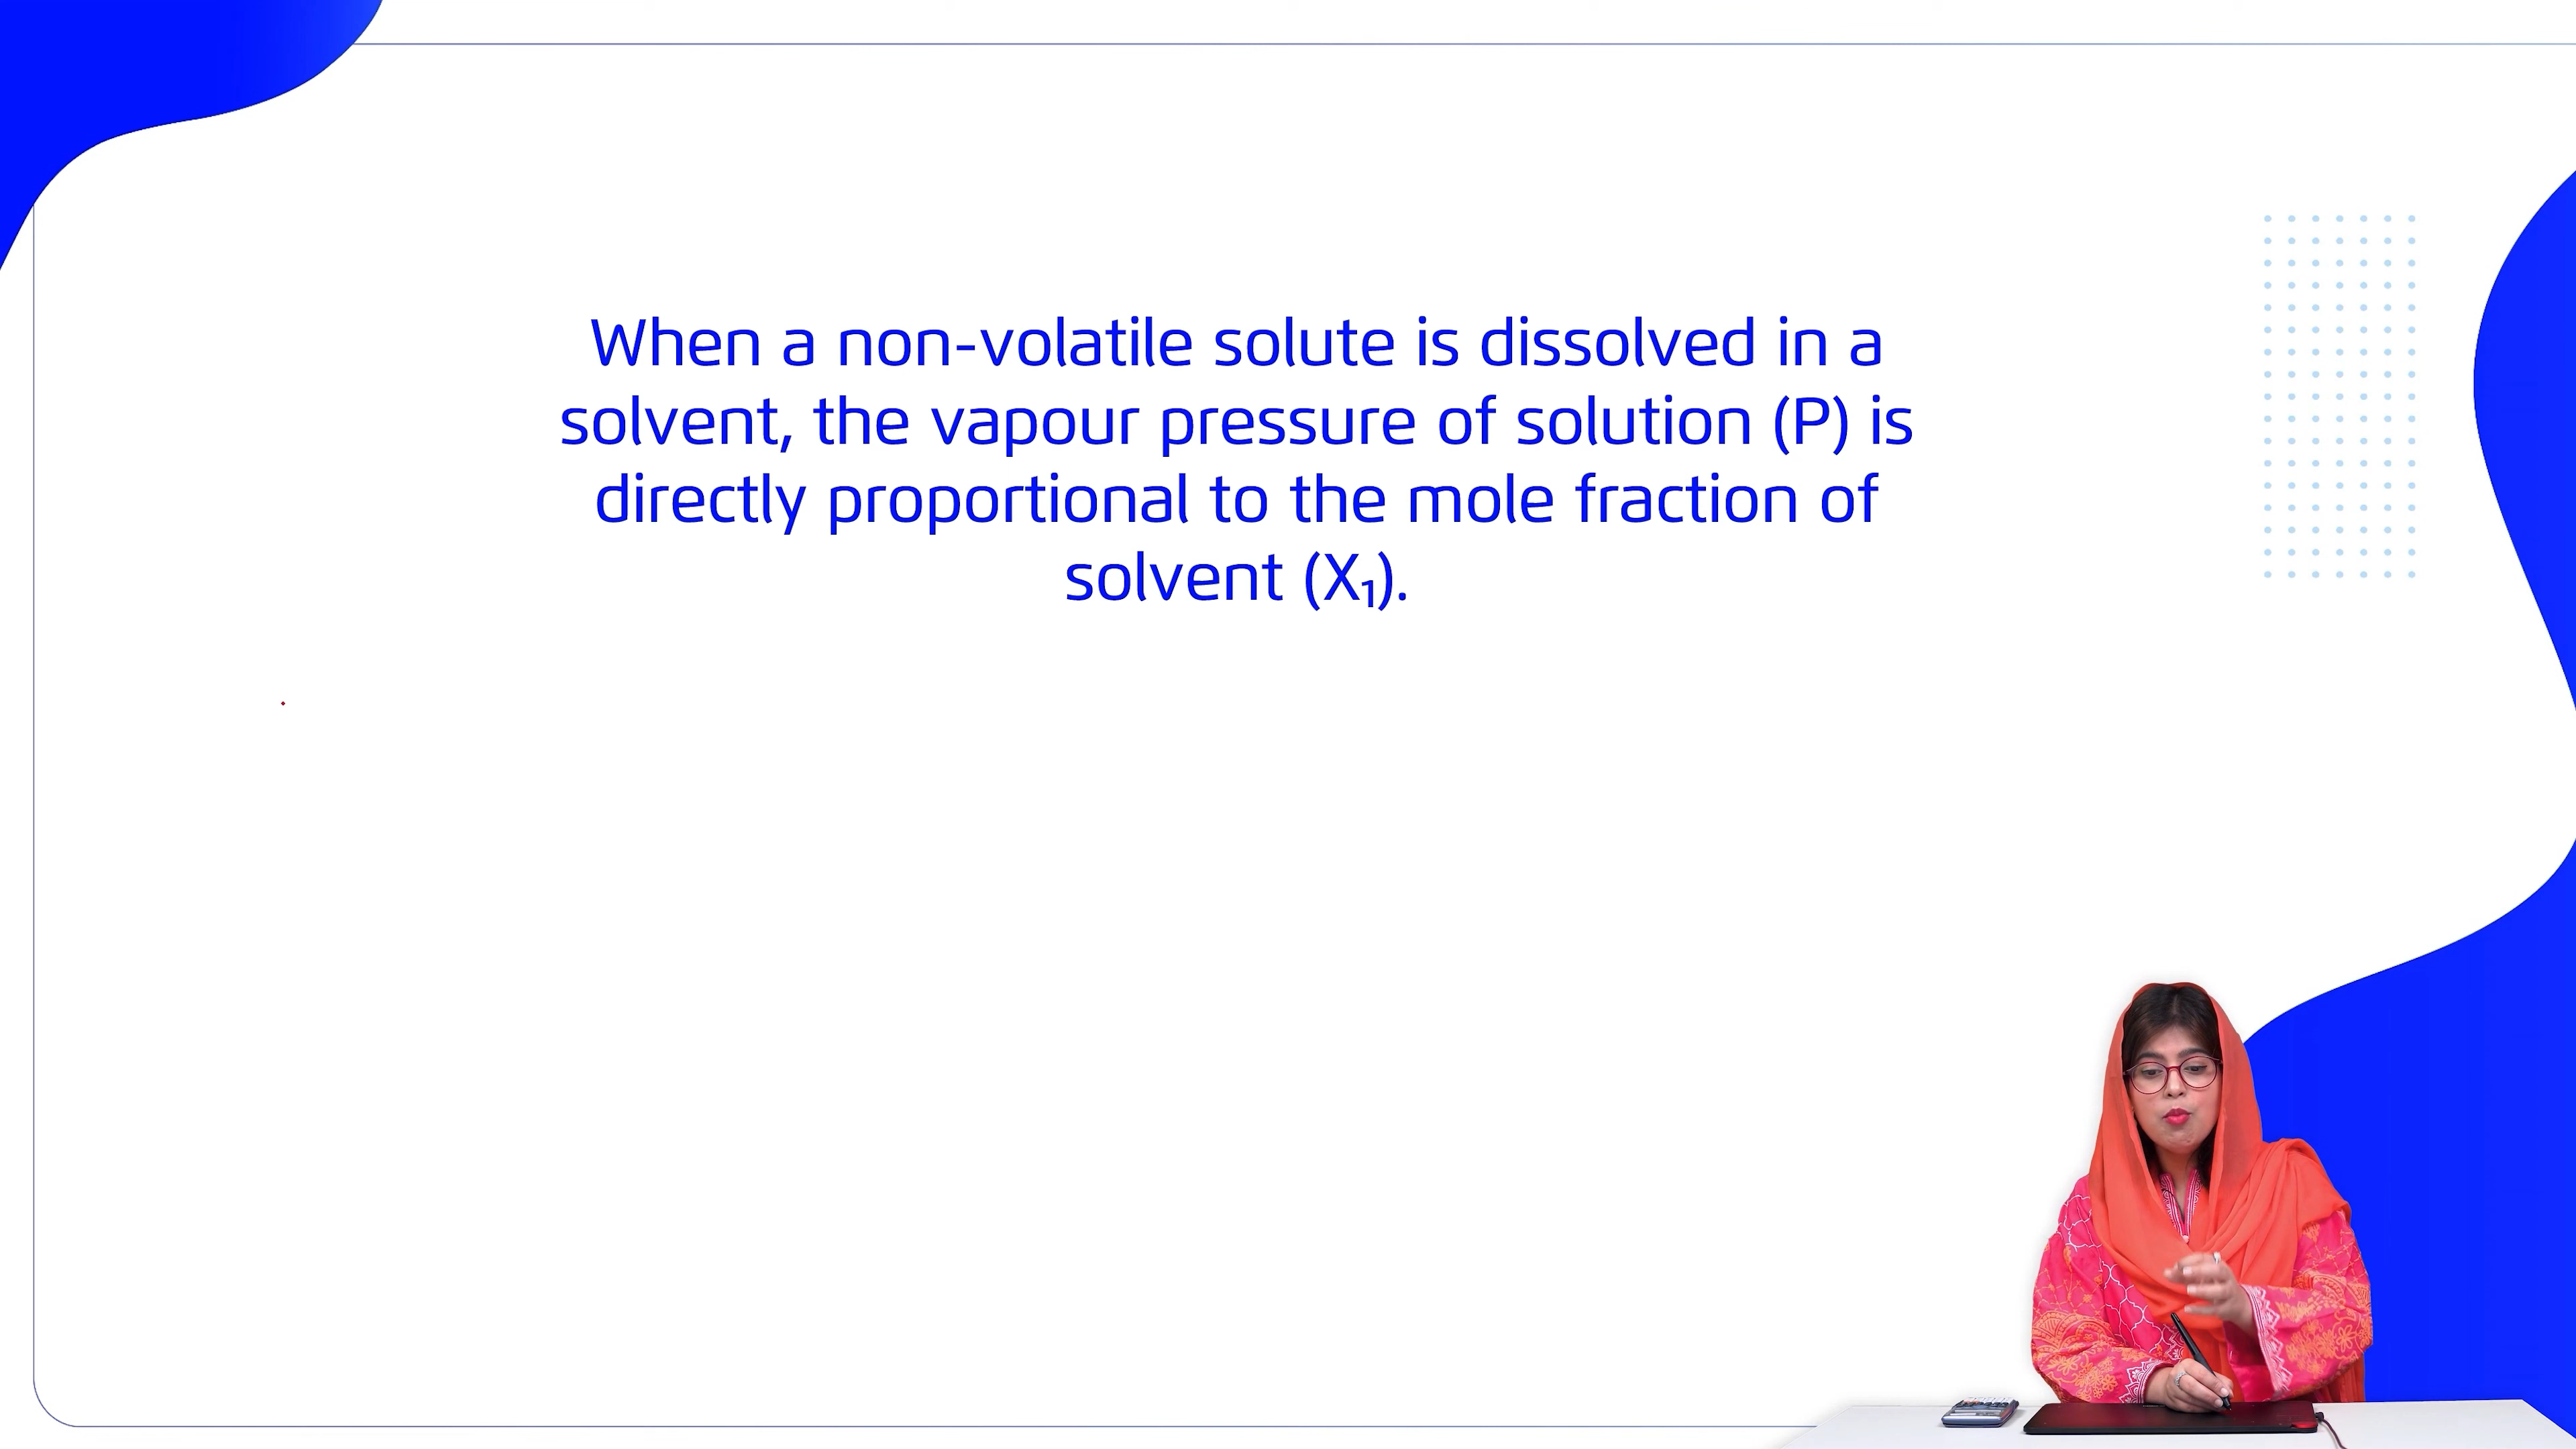 When a non-volatile solute is dissolved in a
solvent, the vapour pressure of solution (P) is
directly proportional to the mole fraction of
solvent (X₁).